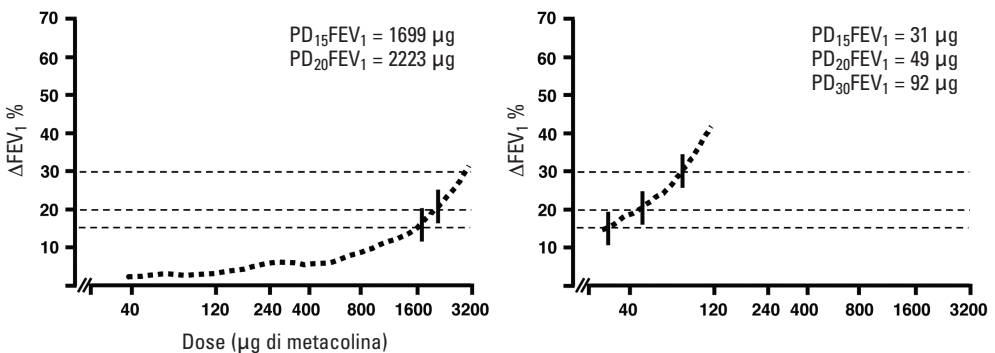 70
60
50
40
30
20
10
ΔFEV₁ %
PD₁₅FEV₁ = 1699 µg
PD₂₀FEV₁ = 2223 µg
40 120 240 400 800 1600 3200
Dose (µg di metacolina)
70
60
50
40
30
20
10
ΔFEV₁ %
PD₁₅FEV₁ = 31 µg
PD₂₀FEV₁ = 49 µg
PD₃₀FEV₁ = 92 µg
40 120 240 400 800 1600 3200